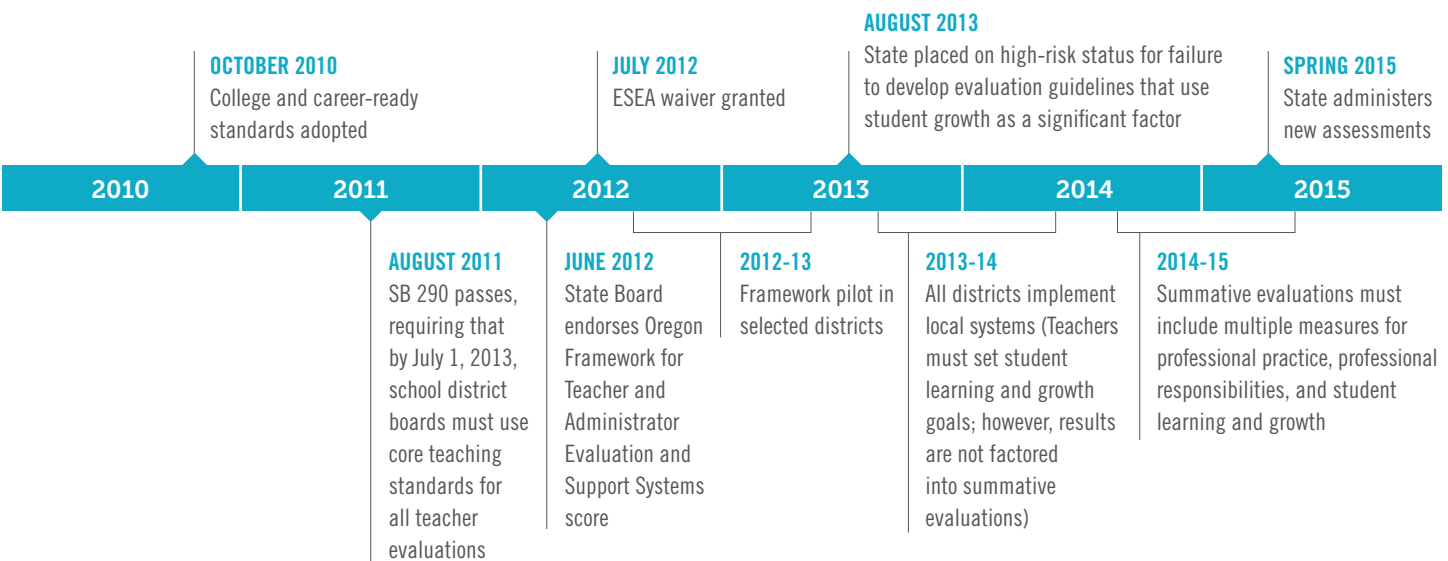 OCTOBER 2010
College and career-ready
standards adopted
JULY 2012
ESEA waiver granted
AUGUST 2013
State placed on high-risk status for failure
to develop evaluation guidelines that use
student growth as a significant factor
SPRING 2015
State administers
new assessments
2010
2011
2012
2013
2014
2015
AUGUST 2011
SB 290 passes,
requiring that
by July 1, 2013,
school district
boards must use
core teaching
standards for
all teacher
evaluations
JUNE 2012
State Board
endorses Oregon
Framework for
Teacher and
Administrator
Evaluation and
Support Systems
score
2012-13
Framework pilot in
selected districts
2013-14
All districts implement
local systems (Teachers
must set student
learning and growth
goals; however, results
are not factored
into summative
evaluations)
2014-15
Summative evaluations must
include multiple measures for
professional practice, professional
responsibilities, and student
learning and growth